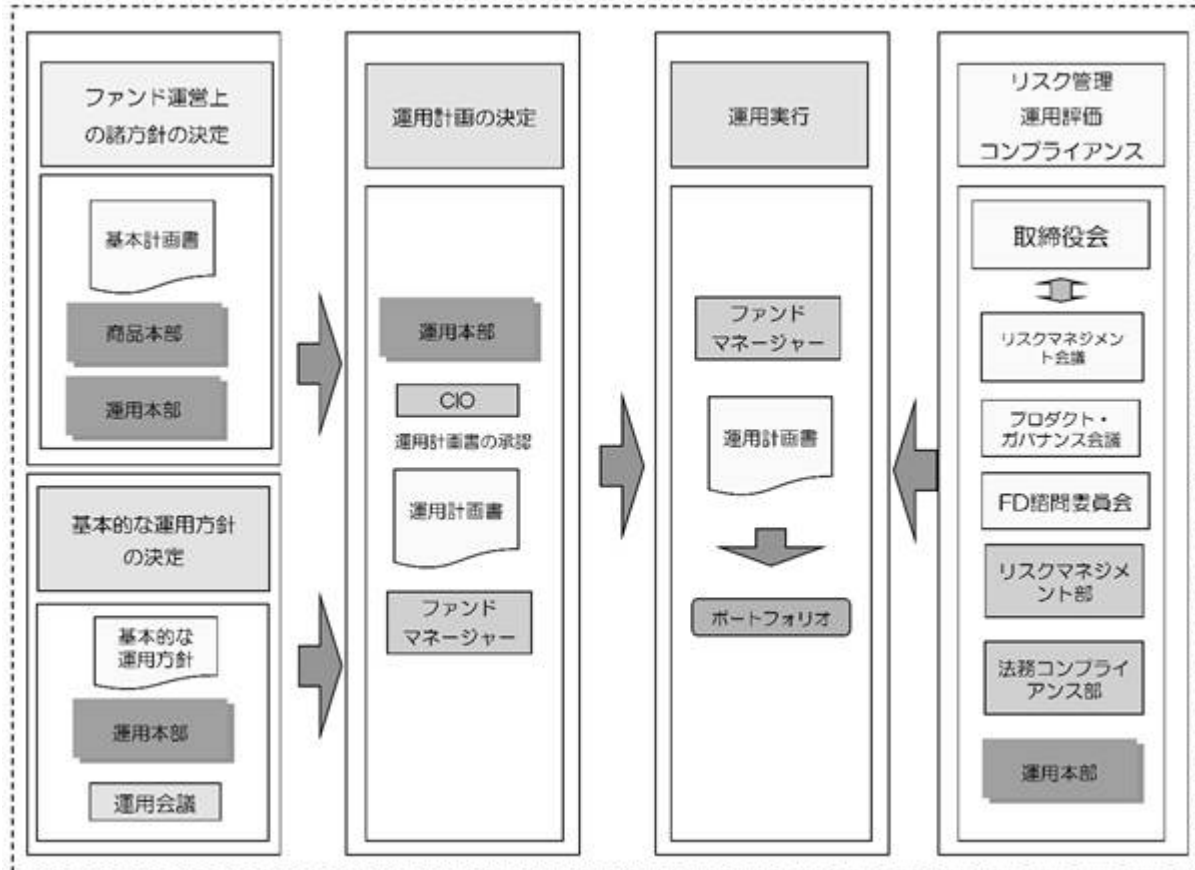 ファンド運営上
の諸方針の決定
基本計画書
商品本部
運用本部
基本的な運用方針
の決定
基本的な
運用方針
運用本部
運用会議
運用計画の決定
運用本部
CIO
運用計画書の承認
運用計画書
ファンド
マネージャー
運用実行
ファンド
マネージャー
運用計画書
ポートフォリオ
リスク管理
運用評価
コンプライアンス
取締役会
リスクマネジメン
ト会議
プロダクト・
ガバナンス会議
FD諮問委員会
リスクマネジメ
ント部
法務コンプライ
アンス部
運用本部